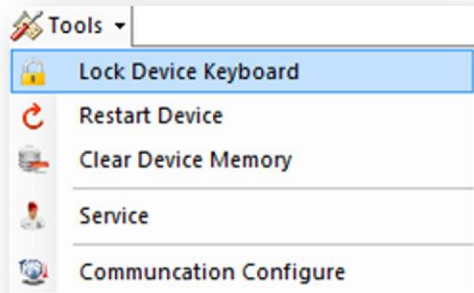 Tools
Lock Device Keyboard
Restart Device
Clear Device Memory
Service
Communcation Configure